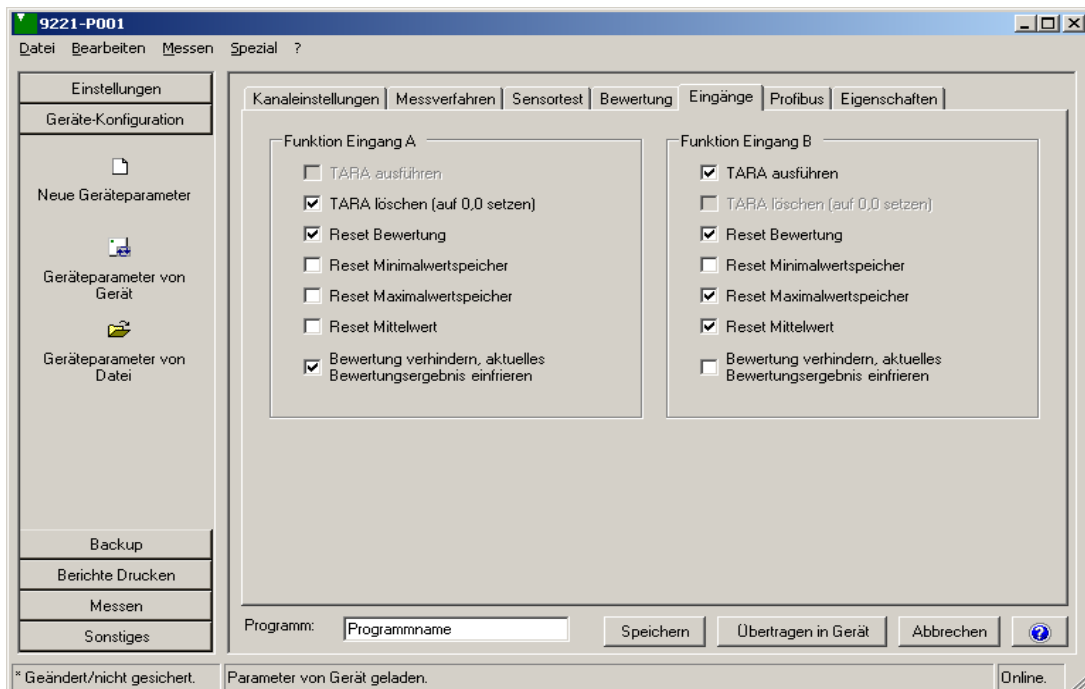 9221-P001
Datei Bearbeiten Messen Spezial ?
Einstellungen
Geräte-Konfiguration
Neue Geräteparameter
Geräteparameter von
Gerät
Geräteparameter von
Datei
Backup
Berichte Drucken
Messen
Sonstiges
Kanaleinstellungen Messverfahren Sensortest Bewertung Eingänge Profibus Eigenschaften
Funktion Eingang A
TARA ausführen
TARA löschen (auf 0,0 setzen)
Reset Bewertung
Reset Minimalwertspeicher
Reset Maximalwertspeicher
Reset Mittelwert
Bewertung verhindern, aktuelles
Bewertungsergebnis einfrieren
Funktion Eingang B
TARA ausführen
TARA löschen (auf 0,0 setzen)
Reset Bewertung
Reset Minimalwertspeicher
Reset Maximalwertspeicher
Reset Mittelwert
Bewertung verhindern, aktuelles
Bewertungsergebnis einfrieren
Programm: Programmname Speichern Übertragen in Gerät Abbrechen ?
* Geändert/nicht gesichert. Parameter von Gerät geladen. Online.